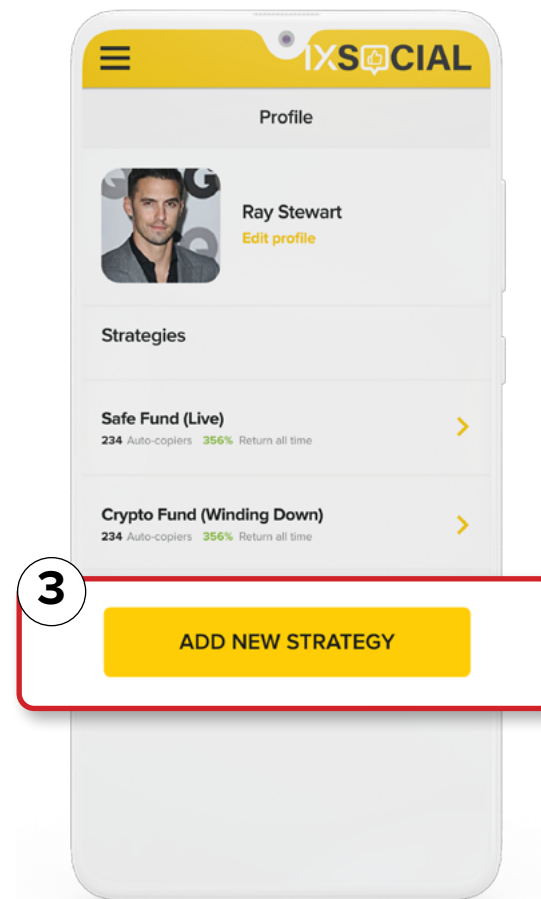 IXSOCIAL
Profile
GQ
Ray Stewart
Edit profile
Strategies
Safe Fund (Live)
234 Auto-copiers 356% Return all time
Crypto Fund (Winding Down)
234 Auto-copiers 356% Return all time
3
ADD NEW STRATEGY